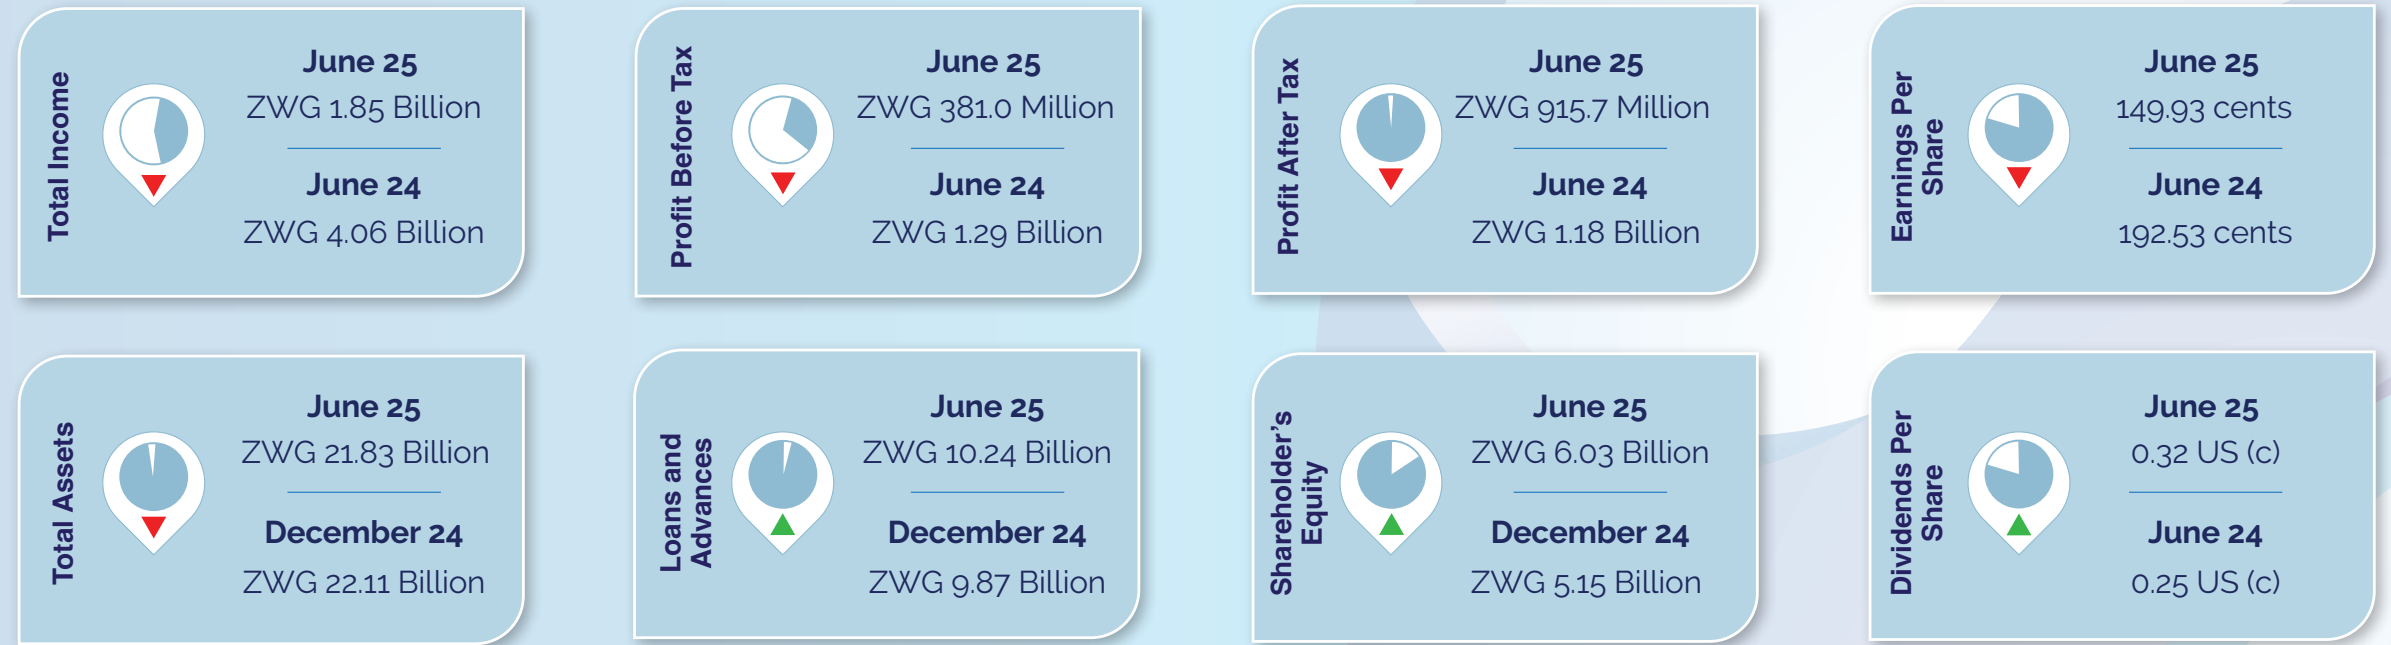 Total Income
June 25
ZWG 1.85 Billion
June 24
ZWG 4.06 Billion
Profit Before Tax
June 25
ZWG 381.0 Million
June 24
ZWG 1.29 Billion
Profit After Tax
June 25
ZWG 915.7 Million
June 24
ZWG 1.18 Billion
Earnings Per
Share
June 25
149.93 cents
June 24
192.53 cents
Total Assets
June 25
ZWG 21.83 Billion
December 24
ZWG 22.11 Billion
Loans and
Advances
June 25
ZWG 10.24 Billion
December 24
ZWG 9.87 Billion
Shareholder's
Equity
June 25
ZWG 6.03 Billion
December 24
ZWG 5.15 Billion
Dividends Per
Share
June 25
0.32 US (c)
June 24
0.25 US (c)